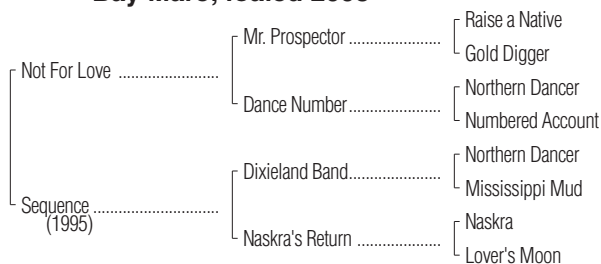 Bay Mare, foaled
Raise a Native
Mr. Prospector ......................
Gold Digger
Not For Love ........................
Northern Dancer
Dance Number......................
Numbered Account
Northern Dancer
Dixieland Band......................
Mississippi Mud
Sequence ..............................
(1995)
Naskra
Naskra's Return ....................
Lover's Moon